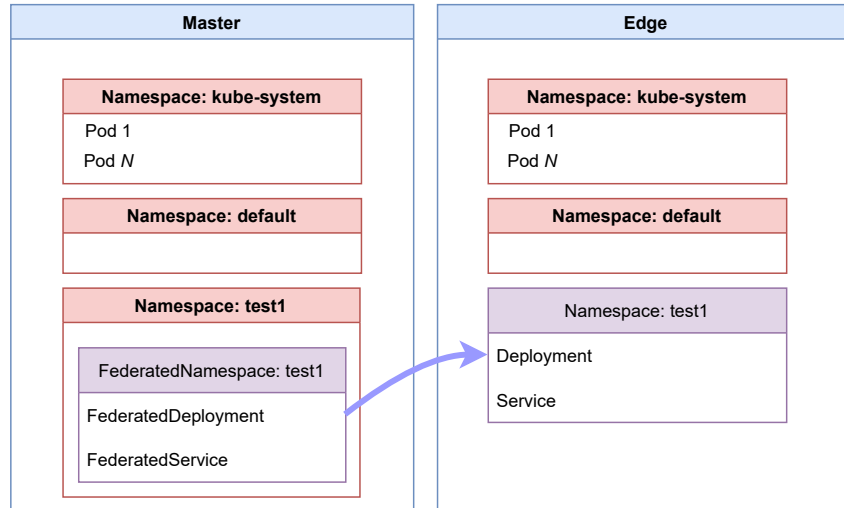 Master
Namespace: kube-system
Pod 1
Pod N
Namespace: default
Namespace: test1
FederatedNamespace: test1
FederatedDeployment
FederatedService
Edge
Namespace: kube-system
Pod 1
Pod N
Namespace: default
Namespace: test1
Deployment
Service